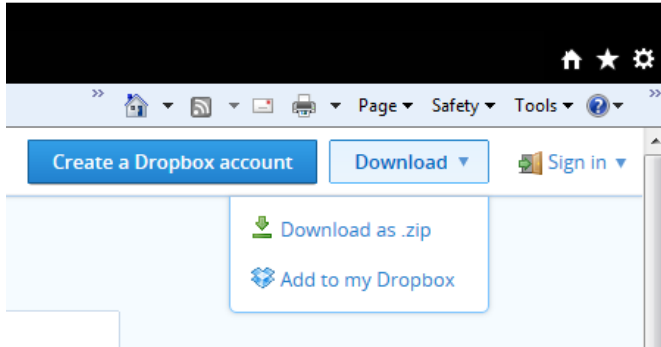 » Page Safety Tools ? »
Create a Dropbox account Download Sign in
Download as .zip
Add to my Dropbox